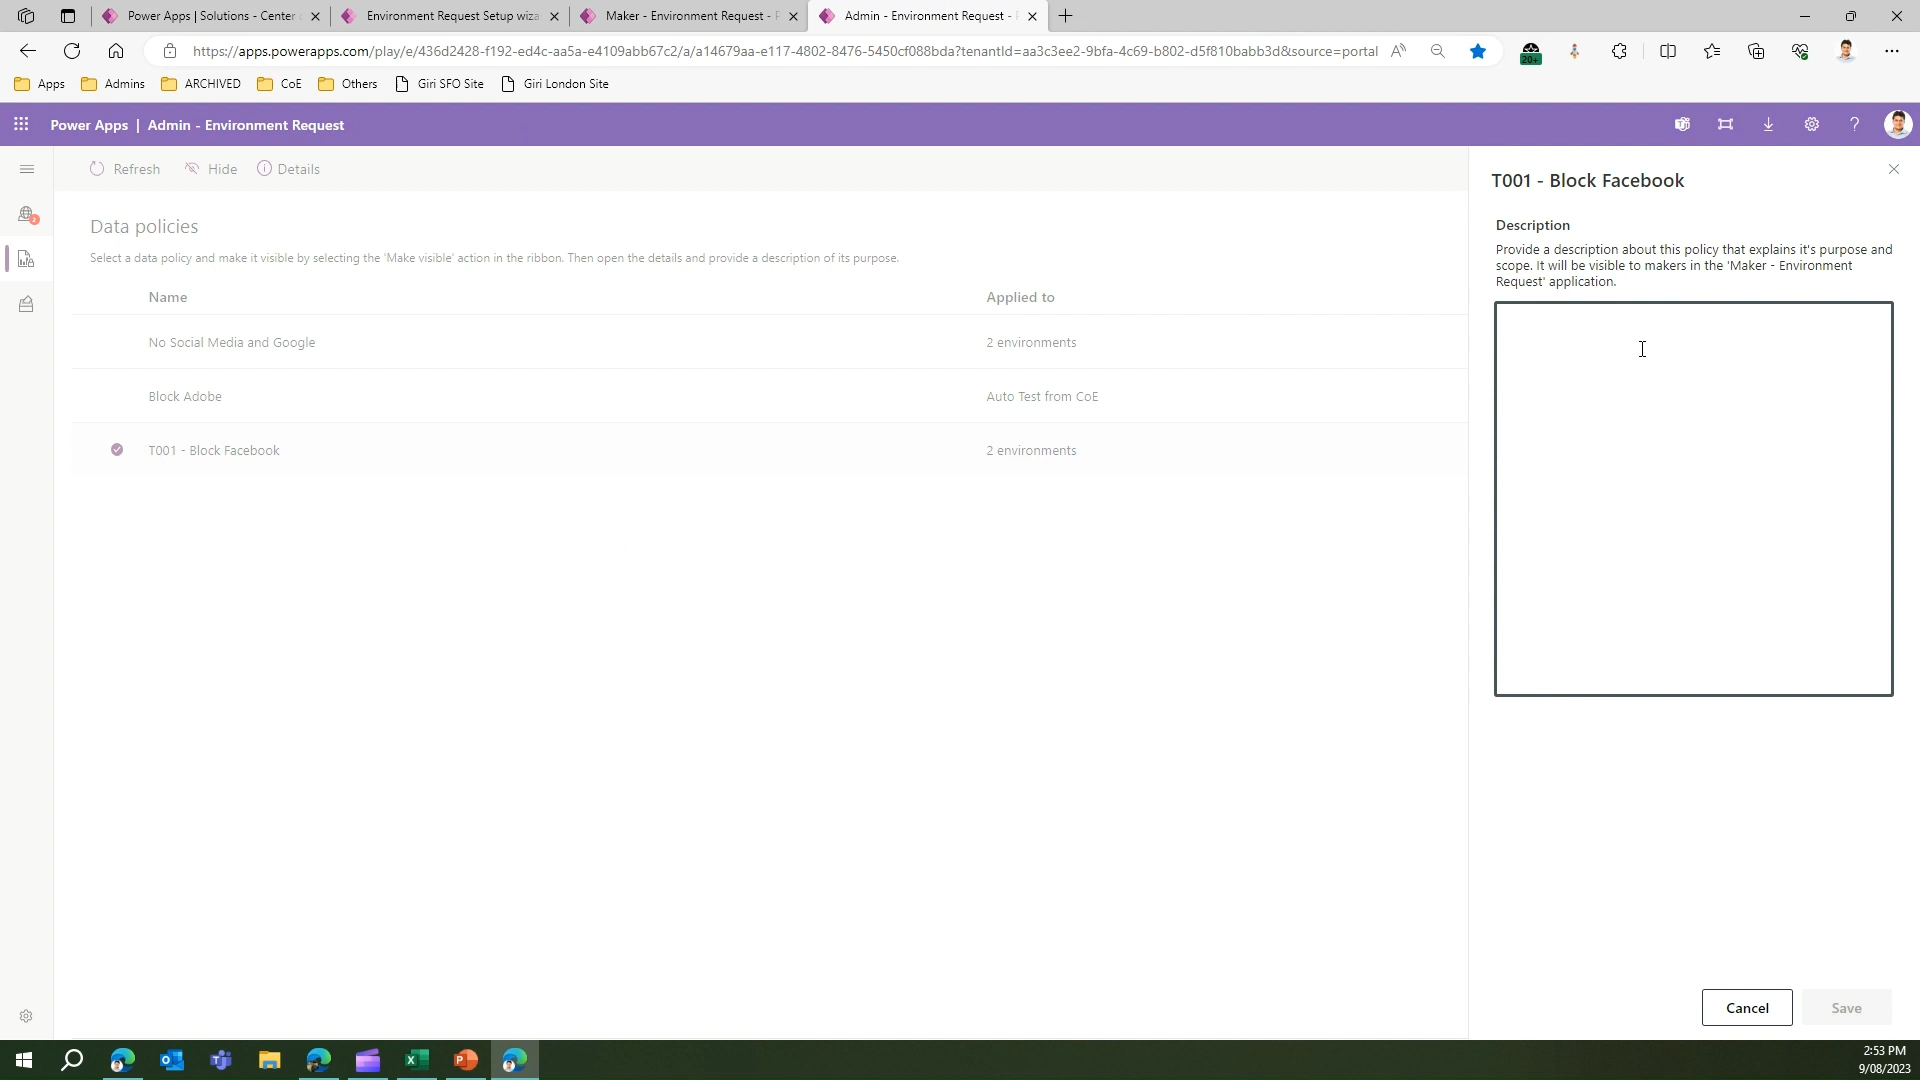 Power Apps | Solutions - Center
Environment Request Setup wiza
Maker - Environment Request - P
Admin - Environment Request - P
https://apps.powerapps.com/play/e/436d2428-f192-ed4c-aa5a-e4109abb67c2/a/a14679aa-e117-4802-8476-5450cf088bda?tenantId=aa3c3ee2-9bfa-4c69-b802-d5f810babb3d&source=portal
20+
Apps
Admins
ARCHIVED
CoE
Others
Giri SFO Site
Giri London Site
Power Apps | Admin - Environment Request
Refresh
Hide
Details
2
Data policies
Select a data policy and make it visible by selecting the 'Make visible' action in the ribbon. Then open the details and provide a description of its purpose.
Name
Applied to
No Social Media and Google
2 environments
Block Adobe
Auto Test from CoE
T001 - Block Facebook
2 environments
T001 - Block Facebook
Description
Provide a description about this policy that explains it's purpose and
scope. It will be visible to makers in the 'Maker - Environment
Request' application.
Cancel
Save
2:53 PM
9/08/2023